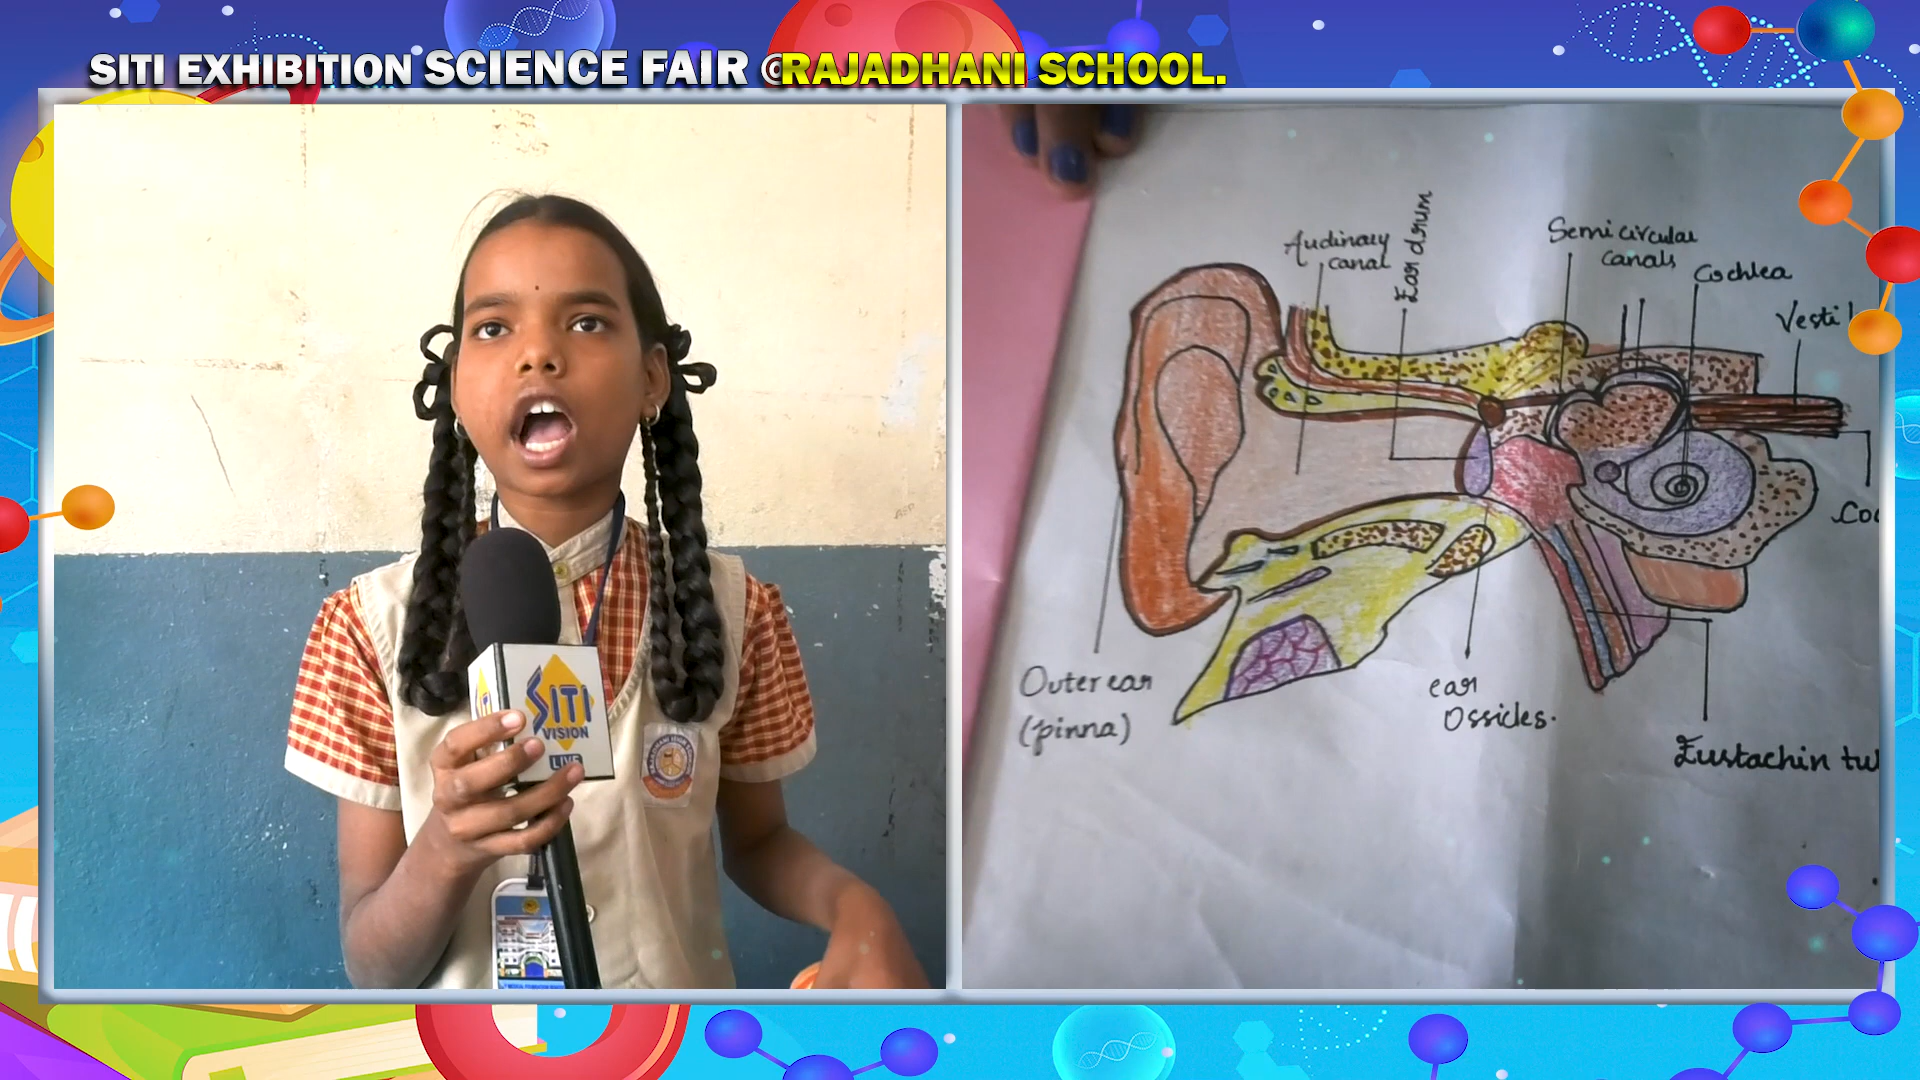 SITI EXHIBITION SCIENCE FAIR @RAJADHANI SCHOOL.
Audinary
canal
Ear drum
Semi circular
canals
Cochlea
Vesti
Coc
Outer ear
(pinna)
ear
Ossicles.
Eustachin tu
SITI
VISION
LIVE